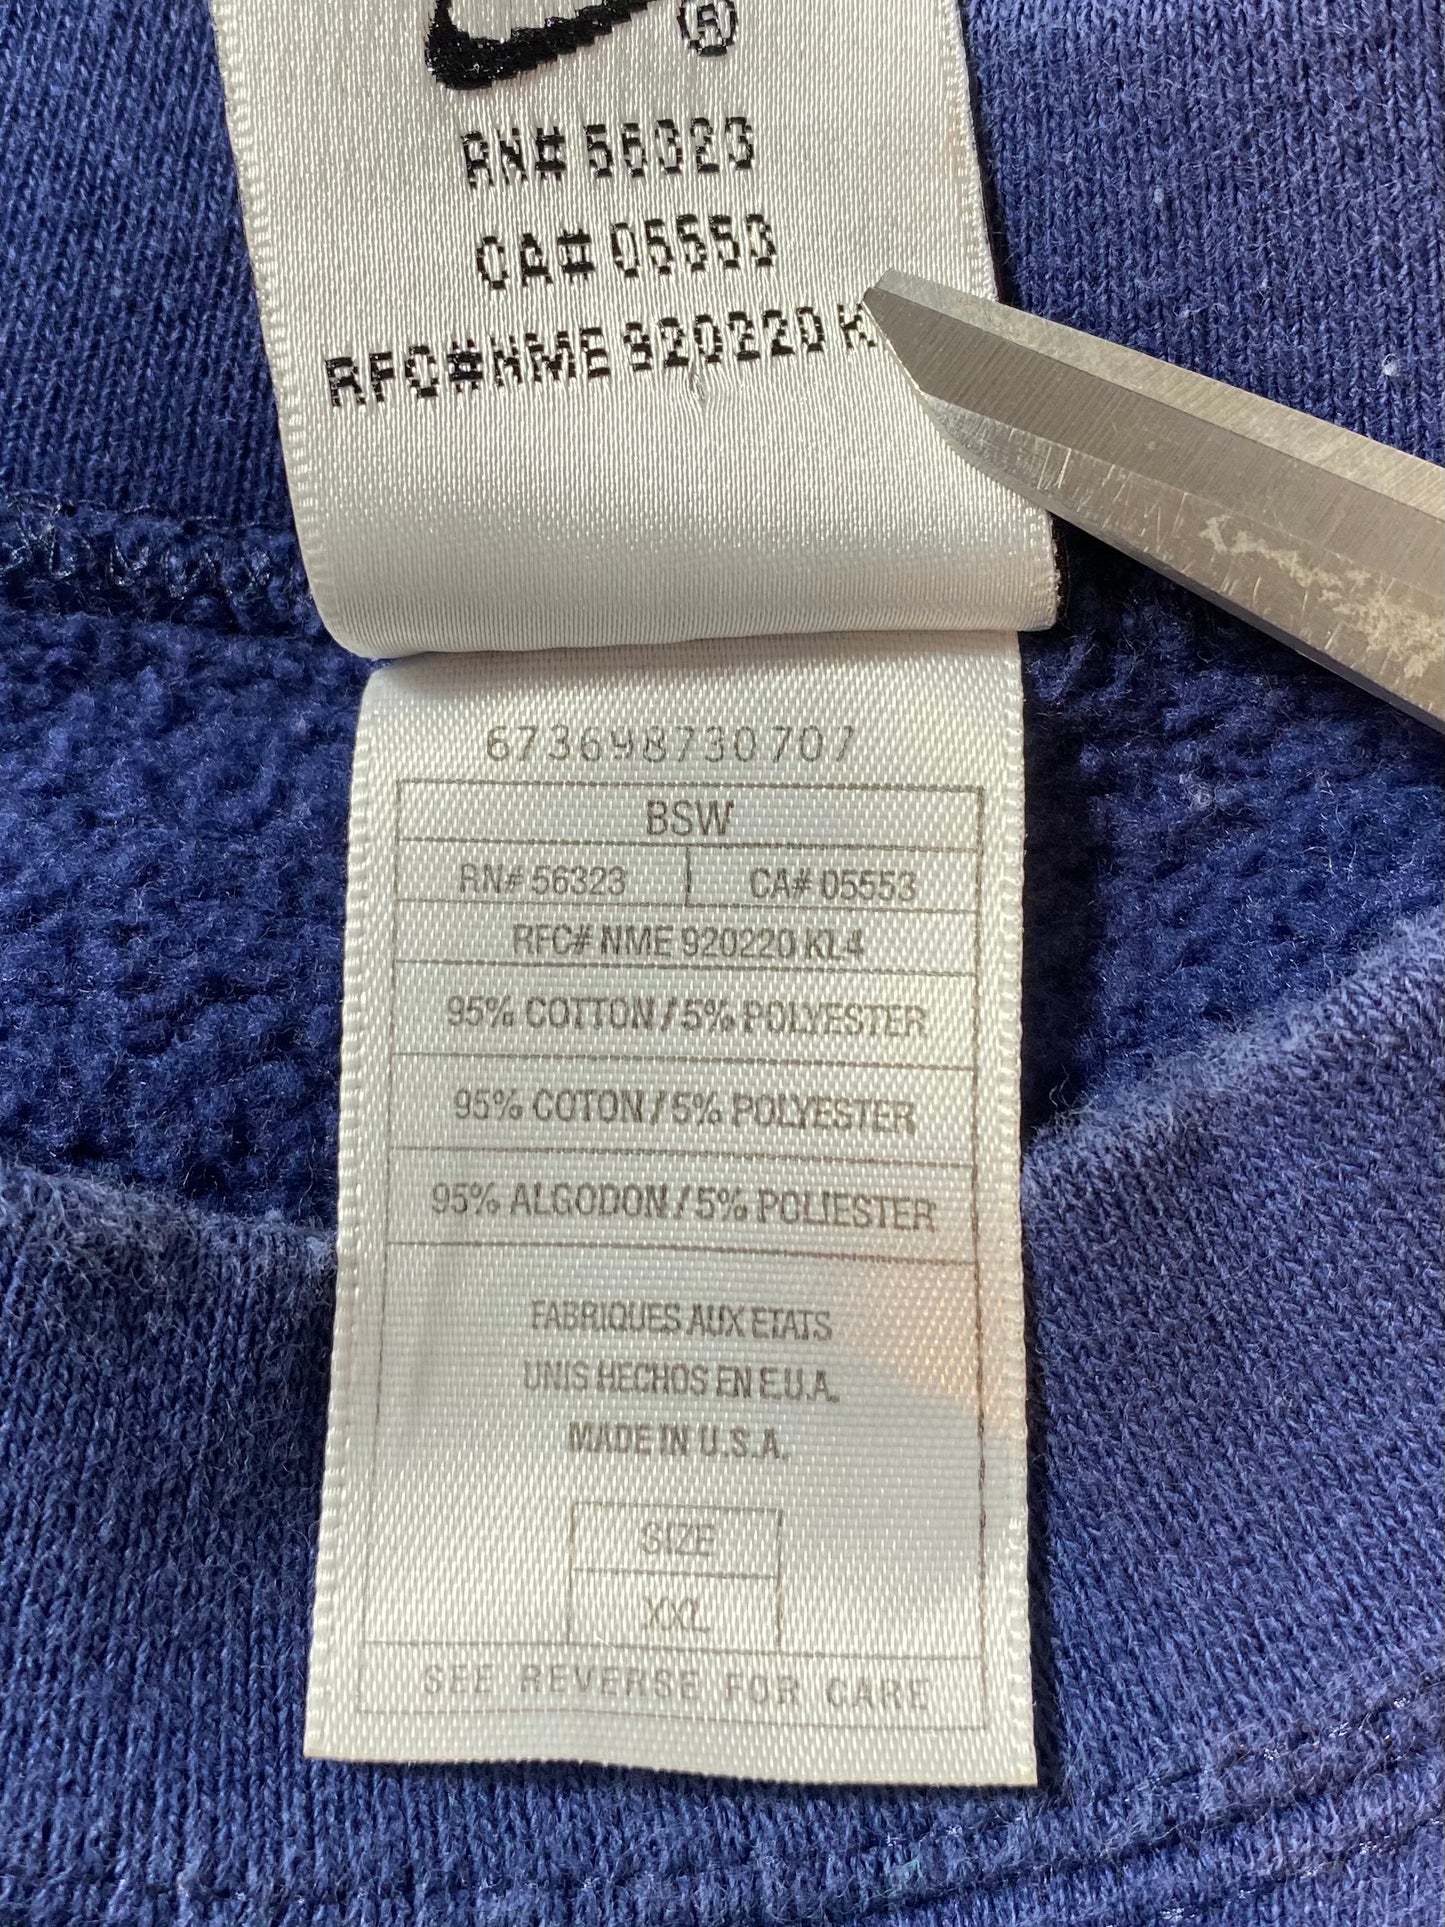 ®
RN# 56323
CA# 05553
RFC#NME 920220 K
673698730707
BSW
RN# 56323 CA# 05553
RFC# NME 920220 KL4
95% COTTON / 5% POLYESTER
95% COTON / 5% POLYESTER
95% ALGODON / 5% POLIESTER
FABRIQUES AUX ETATS
UNIS HECHOS EN E.U.A.
MADE IN U.S.A.
SIZE
XXL
SEE REVERSE FOR CARE